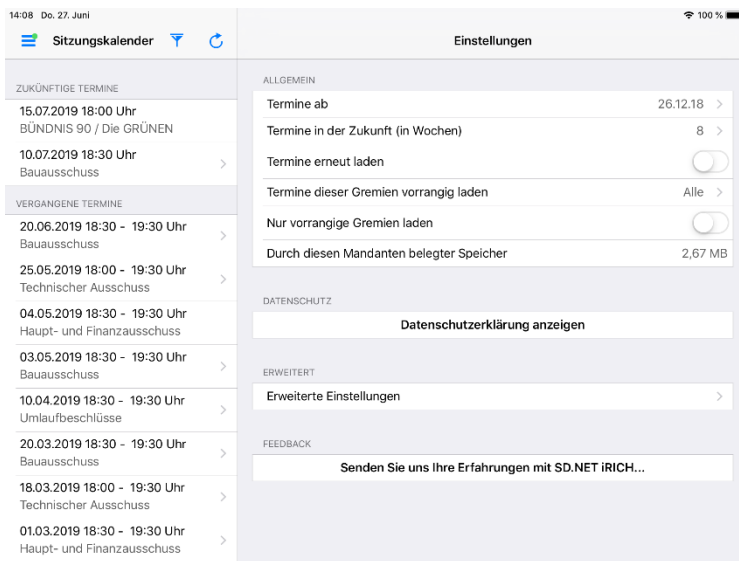 14:08 Do. 27. Juni
100 %
Sitzungskalender
Einstellungen
ZUKÜNFTIGE TERMINE
15.07.2019 18:00 Uhr
BÜNDNIS 90 / Die GRÜNEN
10.07.2019 18:30 Uhr
Bauausschuss
VERGANGENE TERMINE
20.06.2019 18:30 - 19:30 Uhr
Bauausschuss
25.05.2019 18:00 - 19:30 Uhr
Technischer Ausschuss
04.05.2019 18:30 - 19:30 Uhr
Haupt- und Finanzausschuss
03.05.2019 18:30 - 19:30 Uhr
Bauausschuss
10.04.2019 18:30 - 19:30 Uhr
Umlaufbeschlüsse
20.03.2019 18:30 - 19:30 Uhr
Bauausschuss
18.03.2019 18:00 - 19:30 Uhr
Technischer Ausschuss
01.03.2019 18:30 - 19:30 Uhr
Haupt- und Finanzausschuss
ALLGEMEIN
Termine ab 26.12.18
Termine in der Zukunft (in Wochen) 8
Termine erneut laden
Termine dieser Gremien vorrangig laden Alle
Nur vorrangige Gremien laden
Durch diesen Mandanten belegter Speicher 2,67 MB
DATENSCHUTZ
Datenschutzerklärung anzeigen
ERWEITERT
Erweiterte Einstellungen
FEEDBACK
Senden Sie uns Ihre Erfahrungen mit SD.NET iRICH...